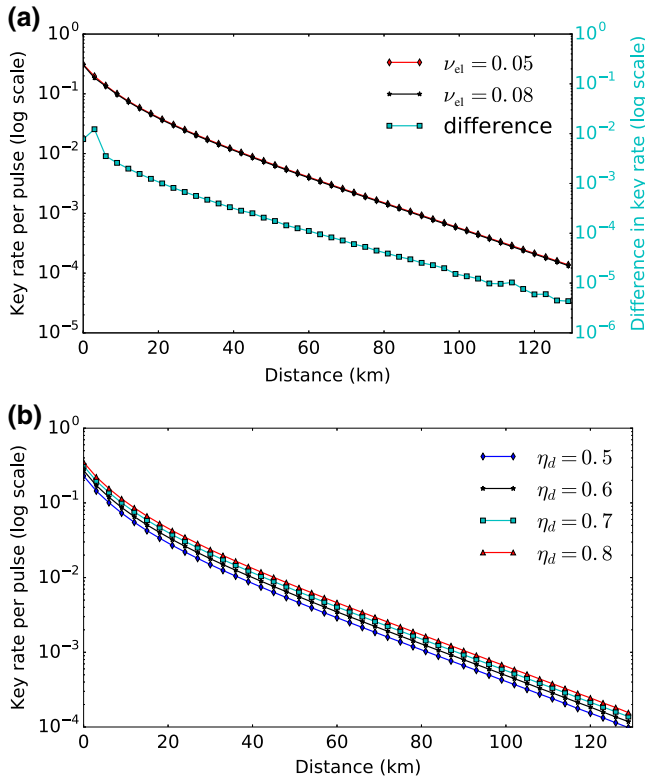 (a)
10^0
10^-1
10^-2
10^-3
10^-4
10^-5
Key rate per pulse (log scale)
ν_el = 0.05
ν_el = 0.08
difference
10^0
10^-1
10^-2
10^-3
10^-4
10^-5
10^-6
Difference in key rate (log scale)
0 20 40 60 80 100 120
Distance (km)
(b)
10^0
10^-1
10^-2
10^-3
10^-4
Key rate per pulse (log scale)
η_d = 0.5
η_d = 0.6
η_d = 0.7
η_d = 0.8
0 20 40 60 80 100 120
Distance (km)